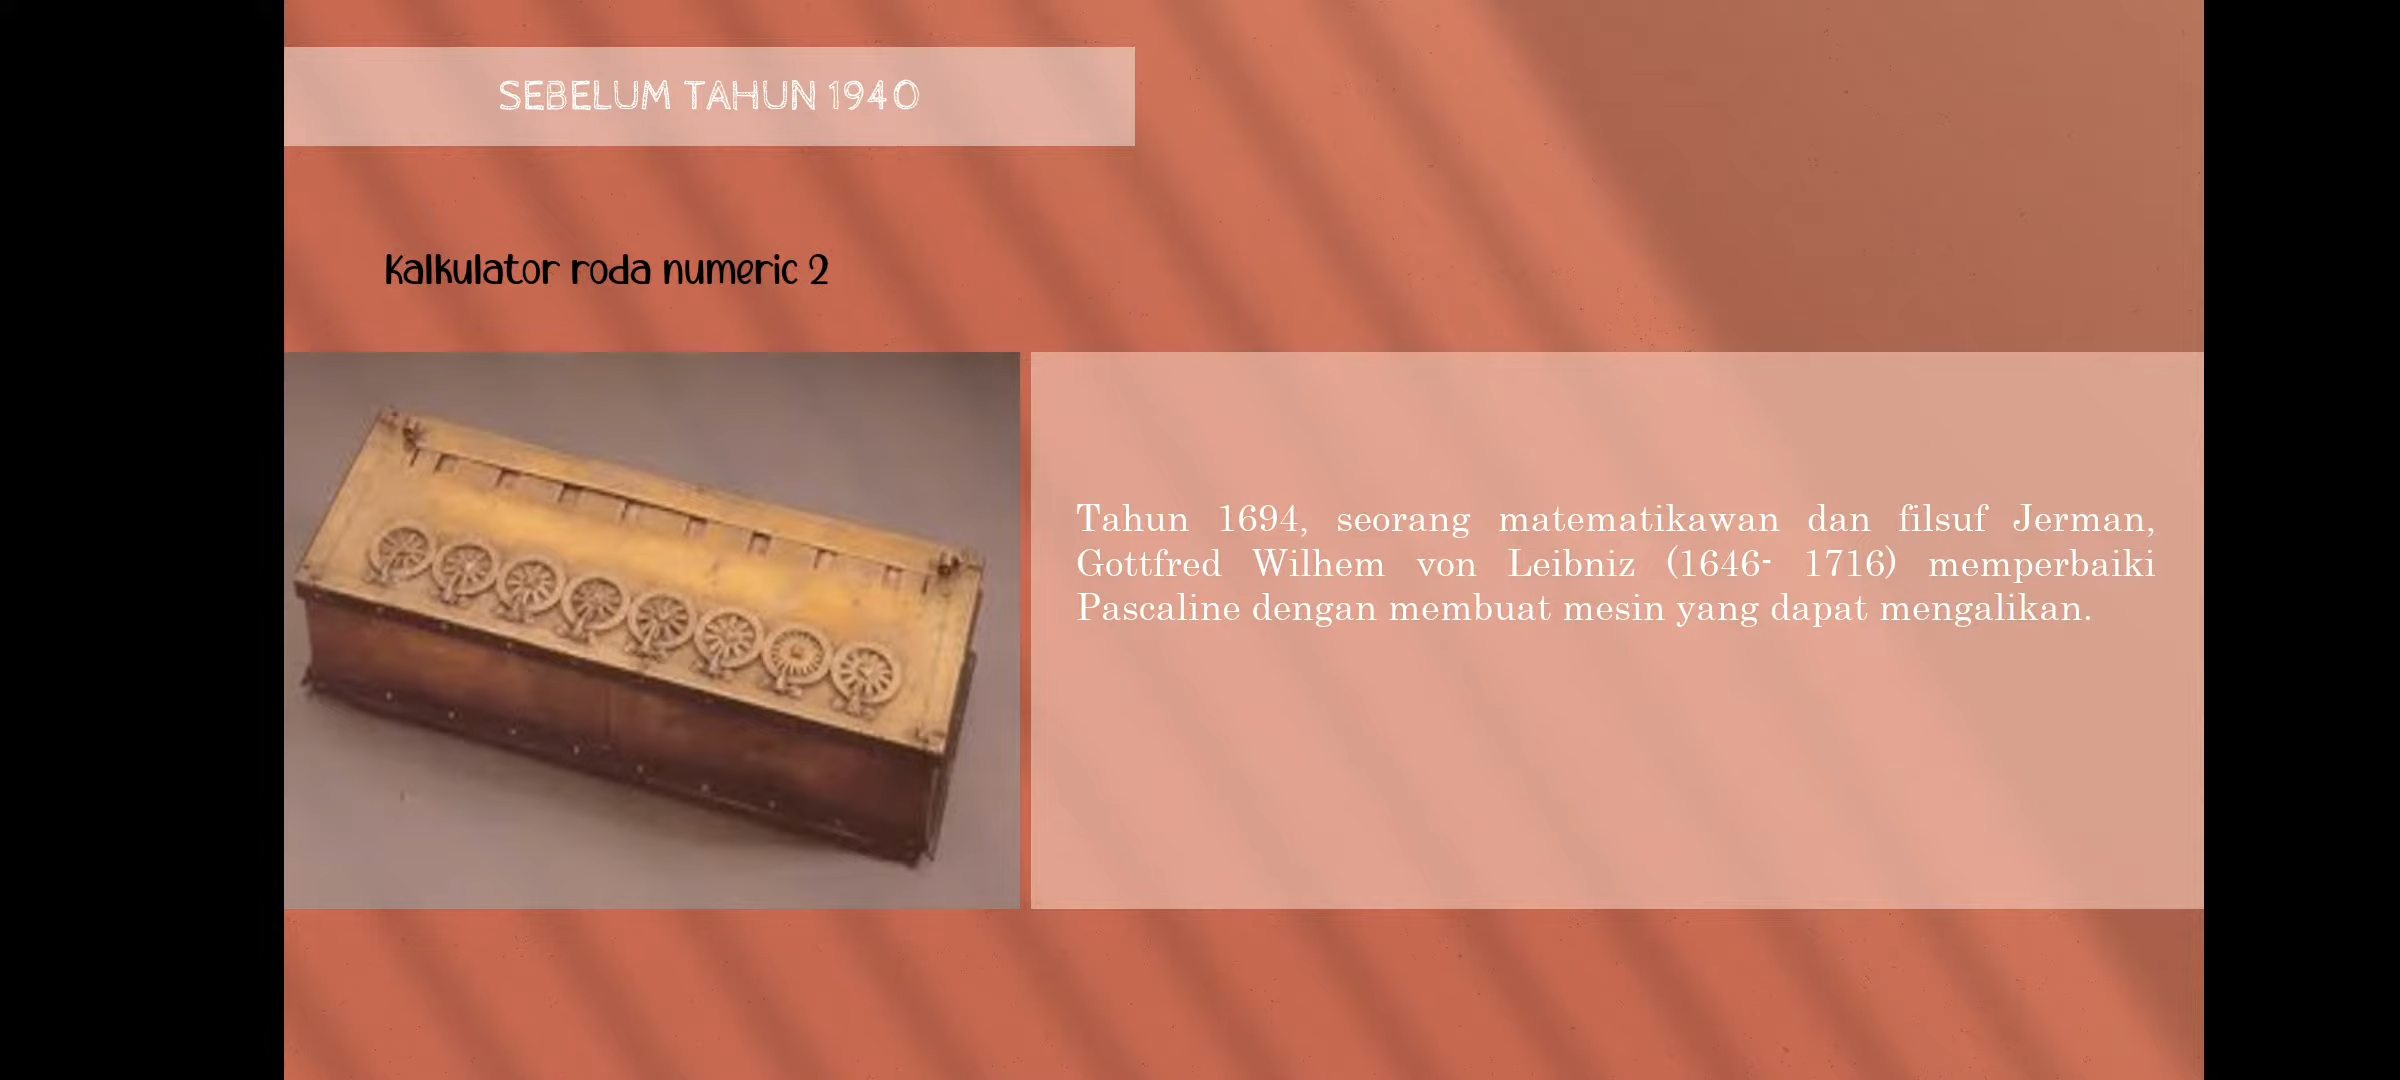 SEBELUM TAHUN 1940
Kalkulator roda numeric 2
Tahun 1694, seorang matematikawan dan filsuf Jerman,
Gottfred Wilhem von Leibniz (1646- 1716) memperbaiki
Pascaline dengan membuat mesin yang dapat mengalikan.